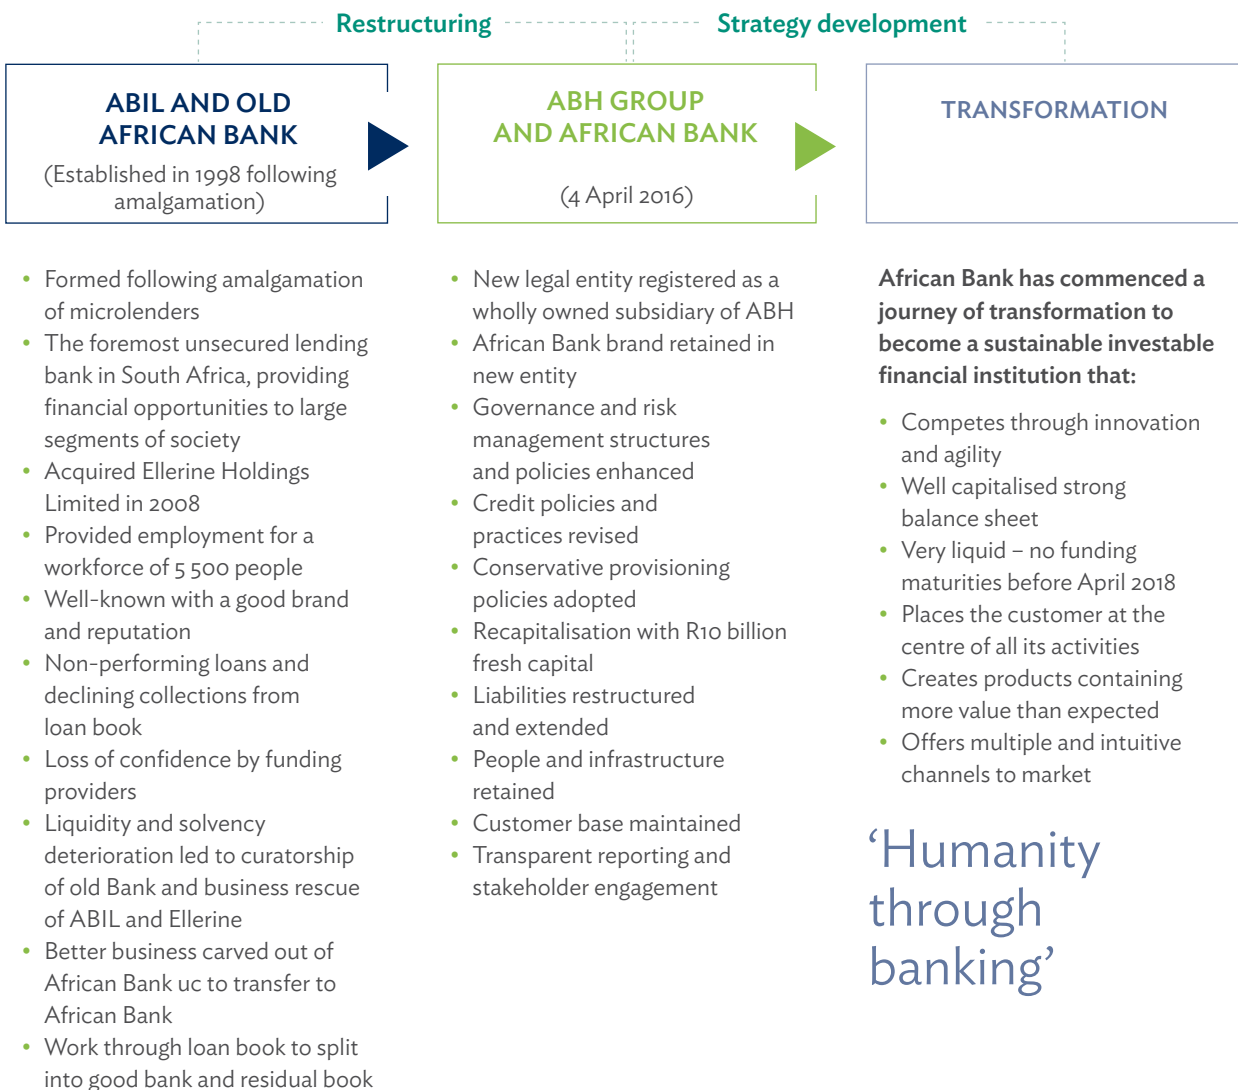 Restructuring
Strategy development
ABIL AND OLD
AFRICAN BANK
(Established in 1998 following
amalgamation)
• Formed following amalgamation
of microlenders
• The foremost unsecured lending
bank in South Africa, providing
financial opportunities to large
segments of society
• Acquired Ellerine Holdings
Limited in 2008
• Provided employment for a
workforce of 5 500 people
• Well-known with a good brand
and reputation
• Non-performing loans and
declining collections from
loan book
• Loss of confidence by funding
providers
• Liquidity and solvency
deterioration led to curatorship
of old Bank and business rescue
of ABIL and Ellerine
• Better business carved out of
African Bank uc to transfer to
African Bank
• Work through loan book to split
into good bank and residual book
ABH GROUP
AND AFRICAN BANK
(4 April 2016)
• New legal entity registered as a
wholly owned subsidiary of ABH
• African Bank brand retained in
new entity
• Governance and risk
management structures
and policies enhanced
• Credit policies and
practices revised
• Conservative provisioning
policies adopted
• Recapitalisation with R10 billion
fresh capital
• Liabilities restructured
and extended
• People and infrastructure
retained
• Customer base maintained
• Transparent reporting and
stakeholder engagement
TRANSFORMATION
African Bank has commenced a
journey of transformation to
become a sustainable investable
financial institution that:
• Competes through innovation
and agility
• Well capitalised strong
balance sheet
• Very liquid – no funding
maturities before April 2018
• Places the customer at the
centre of all its activities
• Creates products containing
more value than expected
• Offers multiple and intuitive
channels to market
‘Humanity
through
banking’